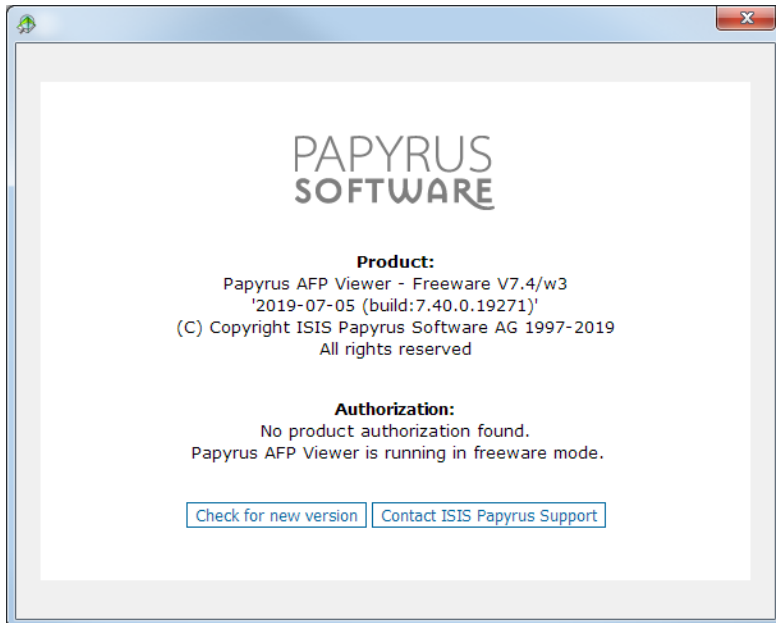 PAPYRUS
SOFTWARE
Product:
Papyrus AFP Viewer - Freeware V7.4/w3
'2019-07-05 (build:7.40.0.19271)'
(C) Copyright ISIS Papyrus Software AG 1997-2019
All rights reserved
Authorization:
No product authorization found.
Papyrus AFP Viewer is running in freeware mode.
Check for new version Contact ISIS Papyrus Support